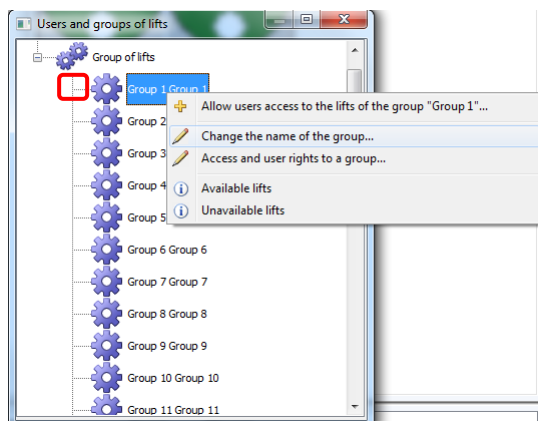 Users and groups of lifts
Group of lifts
Group 1 Group 1
Allow users access to the lifts of the group "Group 1"...
Group 2
Change the name of the group...
Group 3
Access and user rights to a group...
Group 4
Available lifts
Group 5
Unavailable lifts
Group 6 Group 6
Group 7 Group 7
Group 8 Group 8
Group 9 Group 9
Group 10 Group 10
Group 11 Group 11